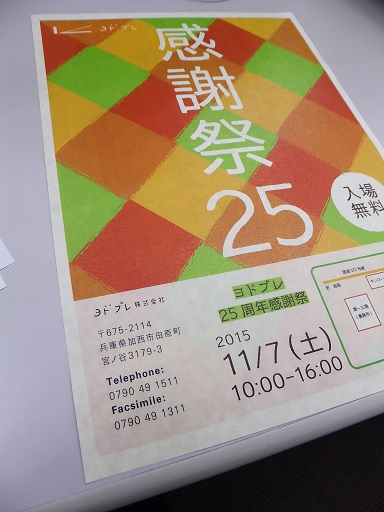 ヨドプレ
感謝祭
25
入場
無料
ヨドプレ 株式会社
〒675-2114
兵庫県加西市田原町
宮ノ谷3179-3
Telephone:
0790 49 1511
Facsimile:
0790 49 1311
ヨドプレ
25周年感謝祭
2015
11/7(土)
10:00-16:00